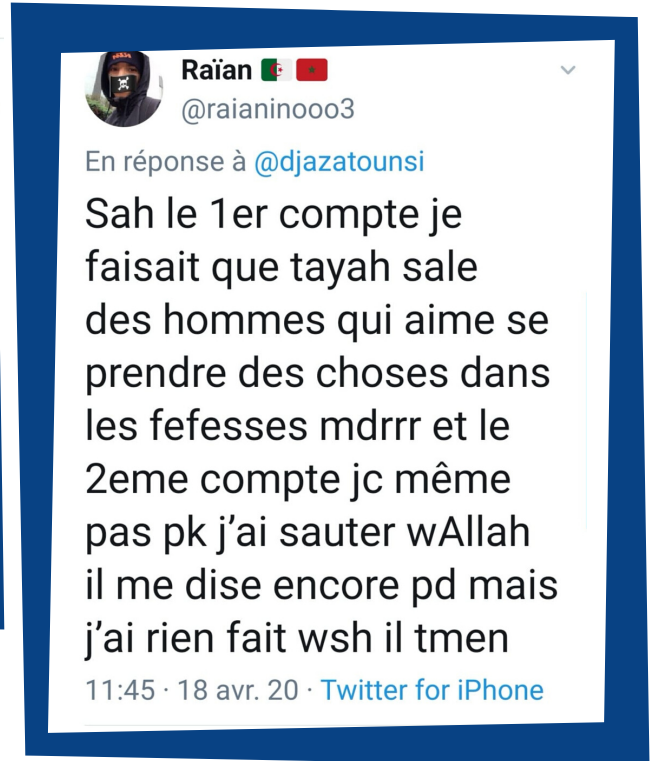 Raïan 🇩🇿 🇲🇦
@raianinooo3
En réponse à @djazatounsi
Sah le 1er compte je
faisait que tayah sale
des hommes qui aime se
prendre des choses dans
les fefesses mdrrr et le
2eme compte jc même
pas pk j'ai sauter wAllah
il me dise encore pd mais
j'ai rien fait wsh il tmen
11:45 · 18 avr. 20 · Twitter for iPhone